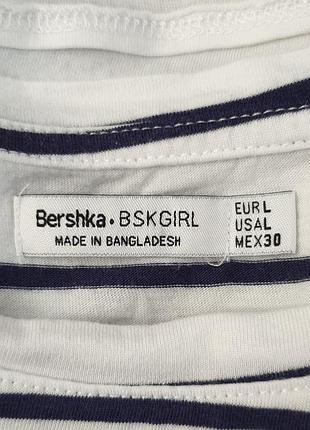 Bershka • BSKGIRL
MADE IN BANGLADESH
EUR L
USA L
MEX 30